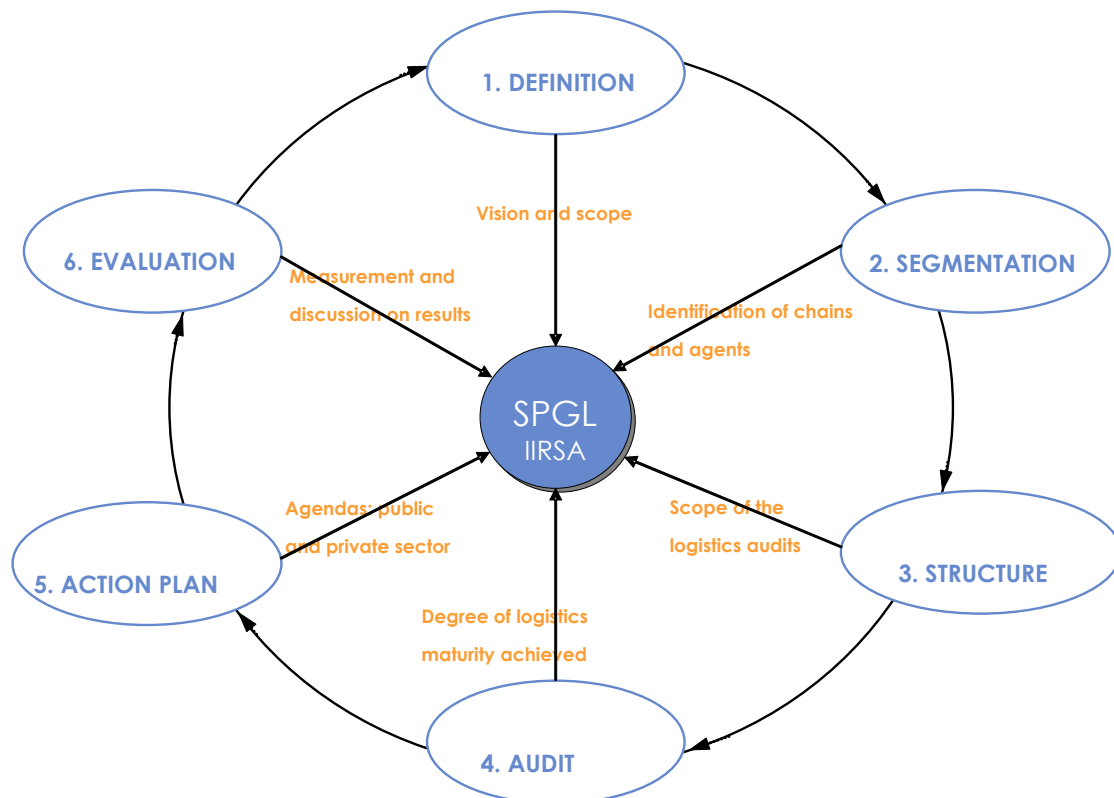 1. DEFINITION
Vision and scope
2. SEGMENTATION
Identification of chains
and agents
3. STRUCTURE
Scope of the
logistics audits
4. AUDIT
Degree of logistics
maturity achieved
5. ACTION PLAN
Agendas: public
and private sector
6. EVALUATION
Measurement and
discussion on results
SPGL
IIRSA